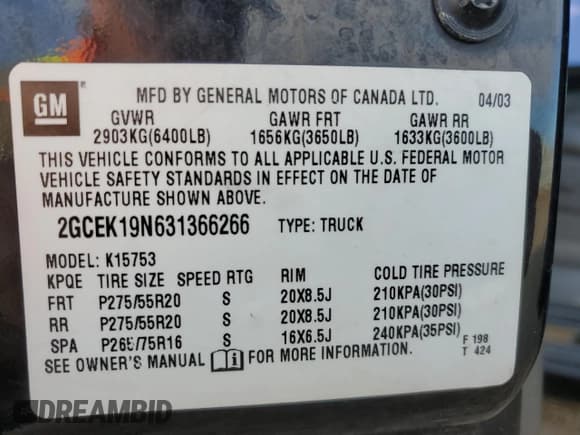 GM
MFD BY GENERAL MOTORS OF CANADA LTD. 04/03
GVWR GAWR FRT GAWR RR
2903KG(6400LB) 1656KG(3650LB) 1633KG(3600LB)
THIS VEHICLE CONFORMS TO ALL APPLICABLE U.S. FEDERAL MOTOR
VEHICLE SAFETY STANDARDS IN EFFECT ON THE DATE OF
MANUFACTURE SHOWN ABOVE.
2GCEK19N631366266 TYPE: TRUCK
MODEL: K15753
KPQE TIRE SIZE SPEED RTG RIM COLD TIRE PRESSURE
FRT P275/55R20 S 20X8.5J 210KPA(30PSI)
RR P275/55R20 S 20X8.5J 210KPA(30PSI)
SPA P265/75R16 S 16X6.5J 240KPA(35PSI)
SEE OWNER'S MANUAL i FOR MORE INFORMATION.
F 198
T 424
DREAMBID